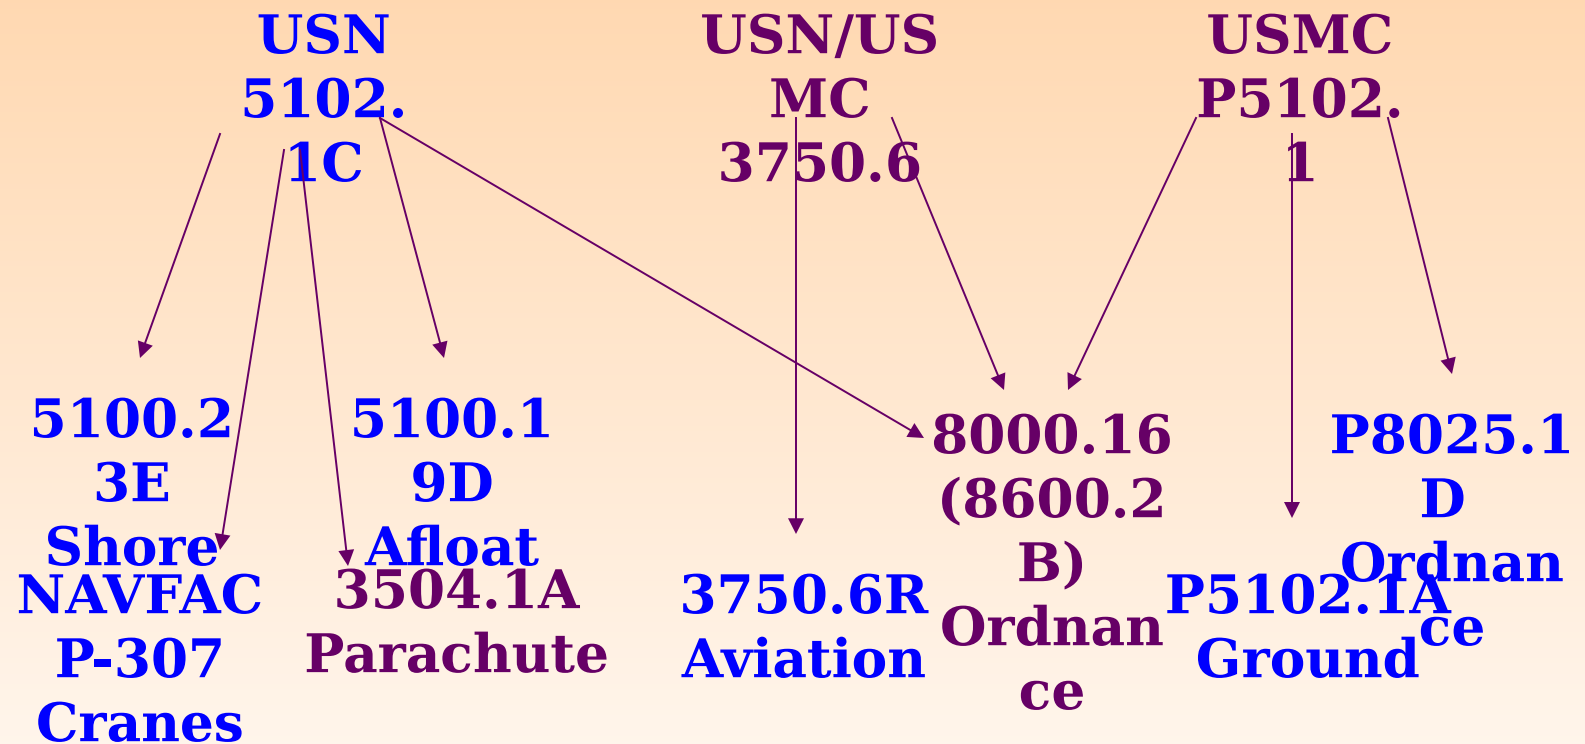 USN
5102.
1C
USN/US
MC
3750.6
USMC
P5102.
1
5100.2
3E
Shore
5100.1
9D
Afloat
8000.16
(8600.2
B)
Ordnan
ce
P8025.1
D
Ordnan
ce
NAVFAC
P-307
Cranes
3504.1A
Parachute
3750.6R
Aviation
P5102.1A
Ground